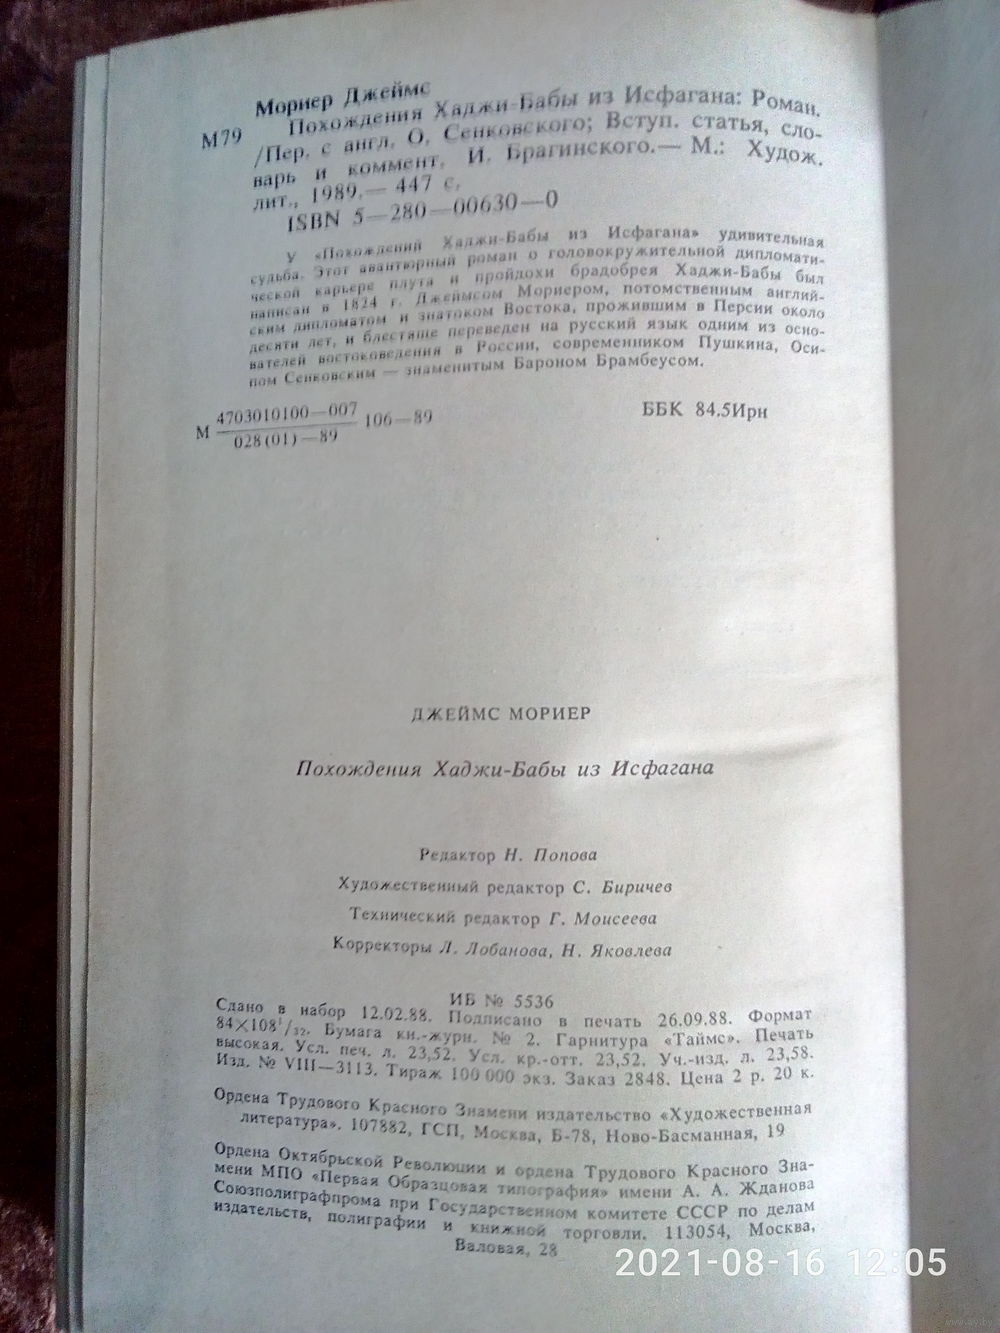 Мориер Джеймс
М79 Похождения Хаджи-Бабы из Исфагана: Роман.
/Пер. с англ. О. Сенковского; Вступ. статья, сло-
варь и коммент. И. Брагинского.— М.: Худож.
лит., 1989.— 447 с.
ISBN 5—280—00630—0
У «Похождений Хаджи-Бабы из Исфагана» удивительная
судьба. Этот авантюрный роман о головокружительной дипломати-
ческой карьере плута и пройдохи брадобрея Хаджи-Бабы был
написан в 1824 г. Джеймсом Мориером, потомственным англий-
ским дипломатом и знатоком Востока, прожившим в Персии около
десяти лет, и блестяще переведен на русский язык одним из осно-
вателей востоковедения в России, современником Пушкина, Оси-
пом Сенковским — знаменитым Бароном Брамбеусом.
М 4703010100—007 106—89
028(01)—89
ББК 84.5Ирн
ДЖЕЙМС МОРИЕР
Похождения Хаджи-Бабы из Исфагана
Редактор Н. Попова
Художественный редактор С. Биричев
Технический редактор Г. Моисеева
Корректоры Л. Лобанова, Н. Яковлева
ИБ № 5536
Сдано в набор 12.02.88. Подписано в печать 26.09.88. Формат
84×108¹/₃₂. Бумага кн.-журн. № 2. Гарнитура «Таймс». Печать
высокая. Усл. печ. л. 23,52. Усл. кр.-отт. 23,52. Уч.-изд. л. 23,58.
Изд. № VIII—3113. Тираж 100 000 экз. Заказ 2848. Цена 2 р. 20 к.
Ордена Трудового Красного Знамени издательство «Художественная
литература». 107882, ГСП, Москва, Б-78, Ново-Басманная, 19
Ордена Октябрьской Революции и ордена Трудового Красного Зна-
мени МПО «Первая Образцовая типография» имени А. А. Жданова
Союзполиграфпрома при Государственном комитете СССР по делам
издательств, полиграфии и книжной торговли. 113054, Москва,
Валовая, 28
2021-08-16 12:05